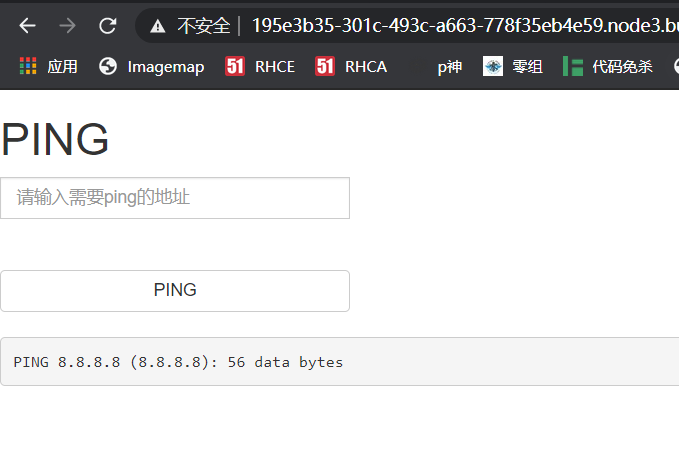 不安全 | 195e3b35-301c-493c-a663-778f35eb4e59.node3.bu
应用 Imagemap 51 RHCE 51 RHCA p神 零组 代码免杀
PING
请输入需要ping的地址
PING
PING 8.8.8.8 (8.8.8.8): 56 data bytes